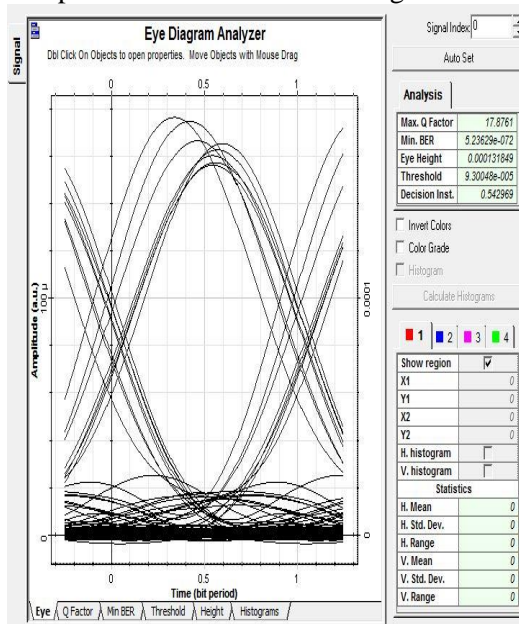 Signal
Eye Diagram Analyzer
Dbl Click On Objects to open properties. Move Objects with Mouse Drag
0 0.5 1
Amplitude (a.u.)
100 µ
0
0.0001
0
0 0.5 1
Time (bit period)
Eye Q Factor Min BER Threshold Height Histograms
Signal Index: 0
Auto Set
Analysis
Max. Q Factor 17.8761
Min. BER 5.23629e-072
Eye Height 0.000131849
Threshold 9.30048e-005
Decision Inst. 0.542969
Invert Colors
Color Grade
Histogram
Calculate Histograms
1 2 3 4
Show region
X1 0
Y1 0
X2 0
Y2 0
H. histogram
V. histogram
Statistics
H. Mean 0
H. Std. Dev. 0
H. Range 0
V. Mean 0
V. Std. Dev. 0
V. Range 0